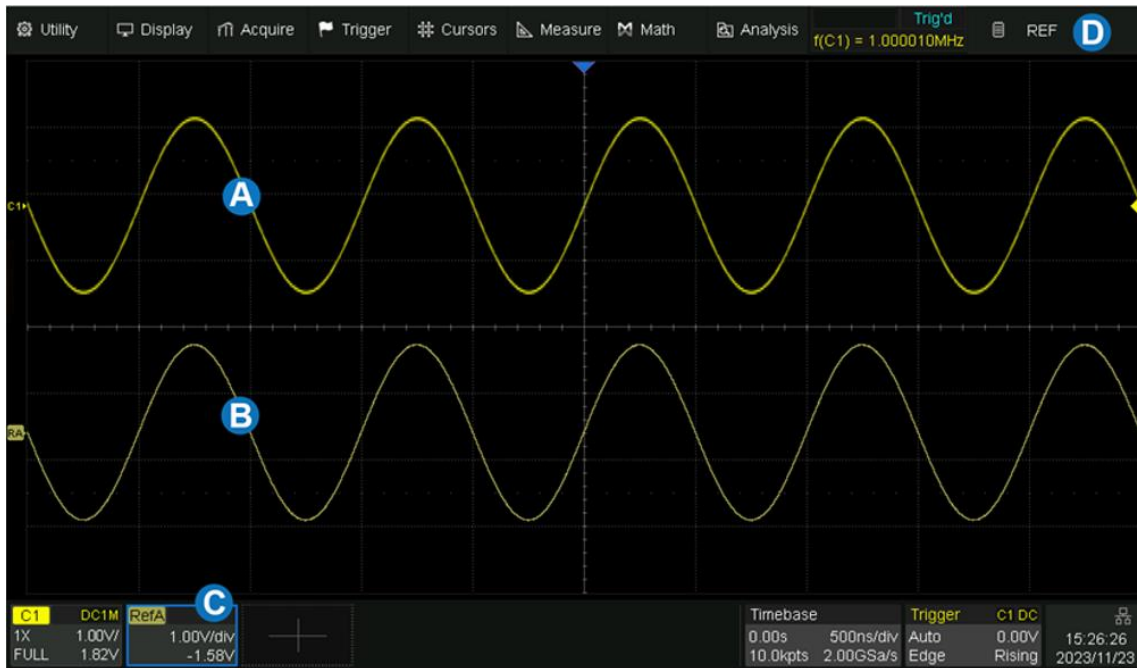 Utility Display Acquire Trigger Cursors Measure Math Analysis Trig'd REF D
f(C1) = 1.000010MHz
A
C1
B
RA
C
C1 DC1M
1X 1.00V/
FULL 1.82V
RefA
1.00V/div
-1.58V
Timebase
0.00s 500ns/div
10.0kpts 2.00GSa/s
Trigger C1 DC
Auto 0.00V
Edge Rising
15:26:26
2023/11/23